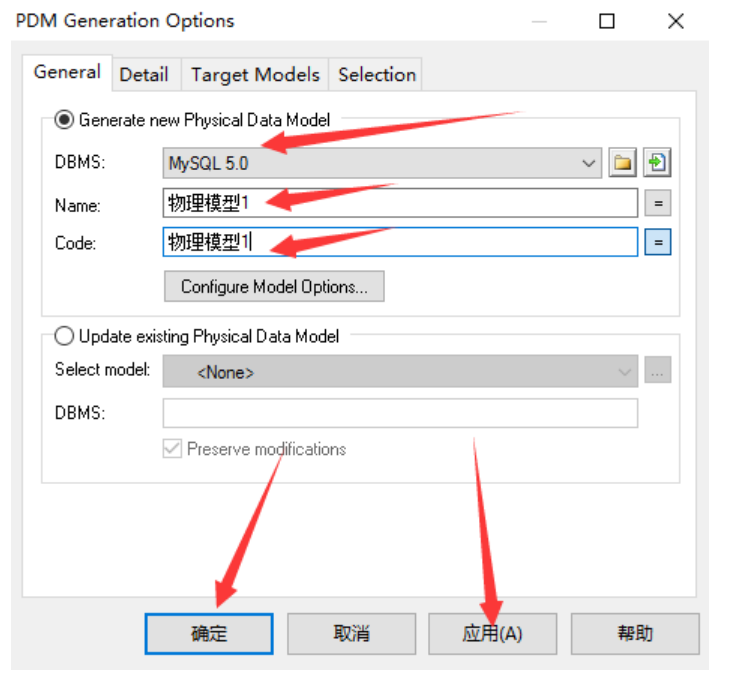 PDM Generation Options
General Detail Target Models Selection
Generate new Physical Data Model
DBMS: MySQL 5.0
Name: 物理模型1 =
Code: 物理模型1 =
Configure Model Options...
Update existing Physical Data Model
Select model: <None> ...
DBMS:
Preserve modifications
确定 取消 应用(A) 帮助